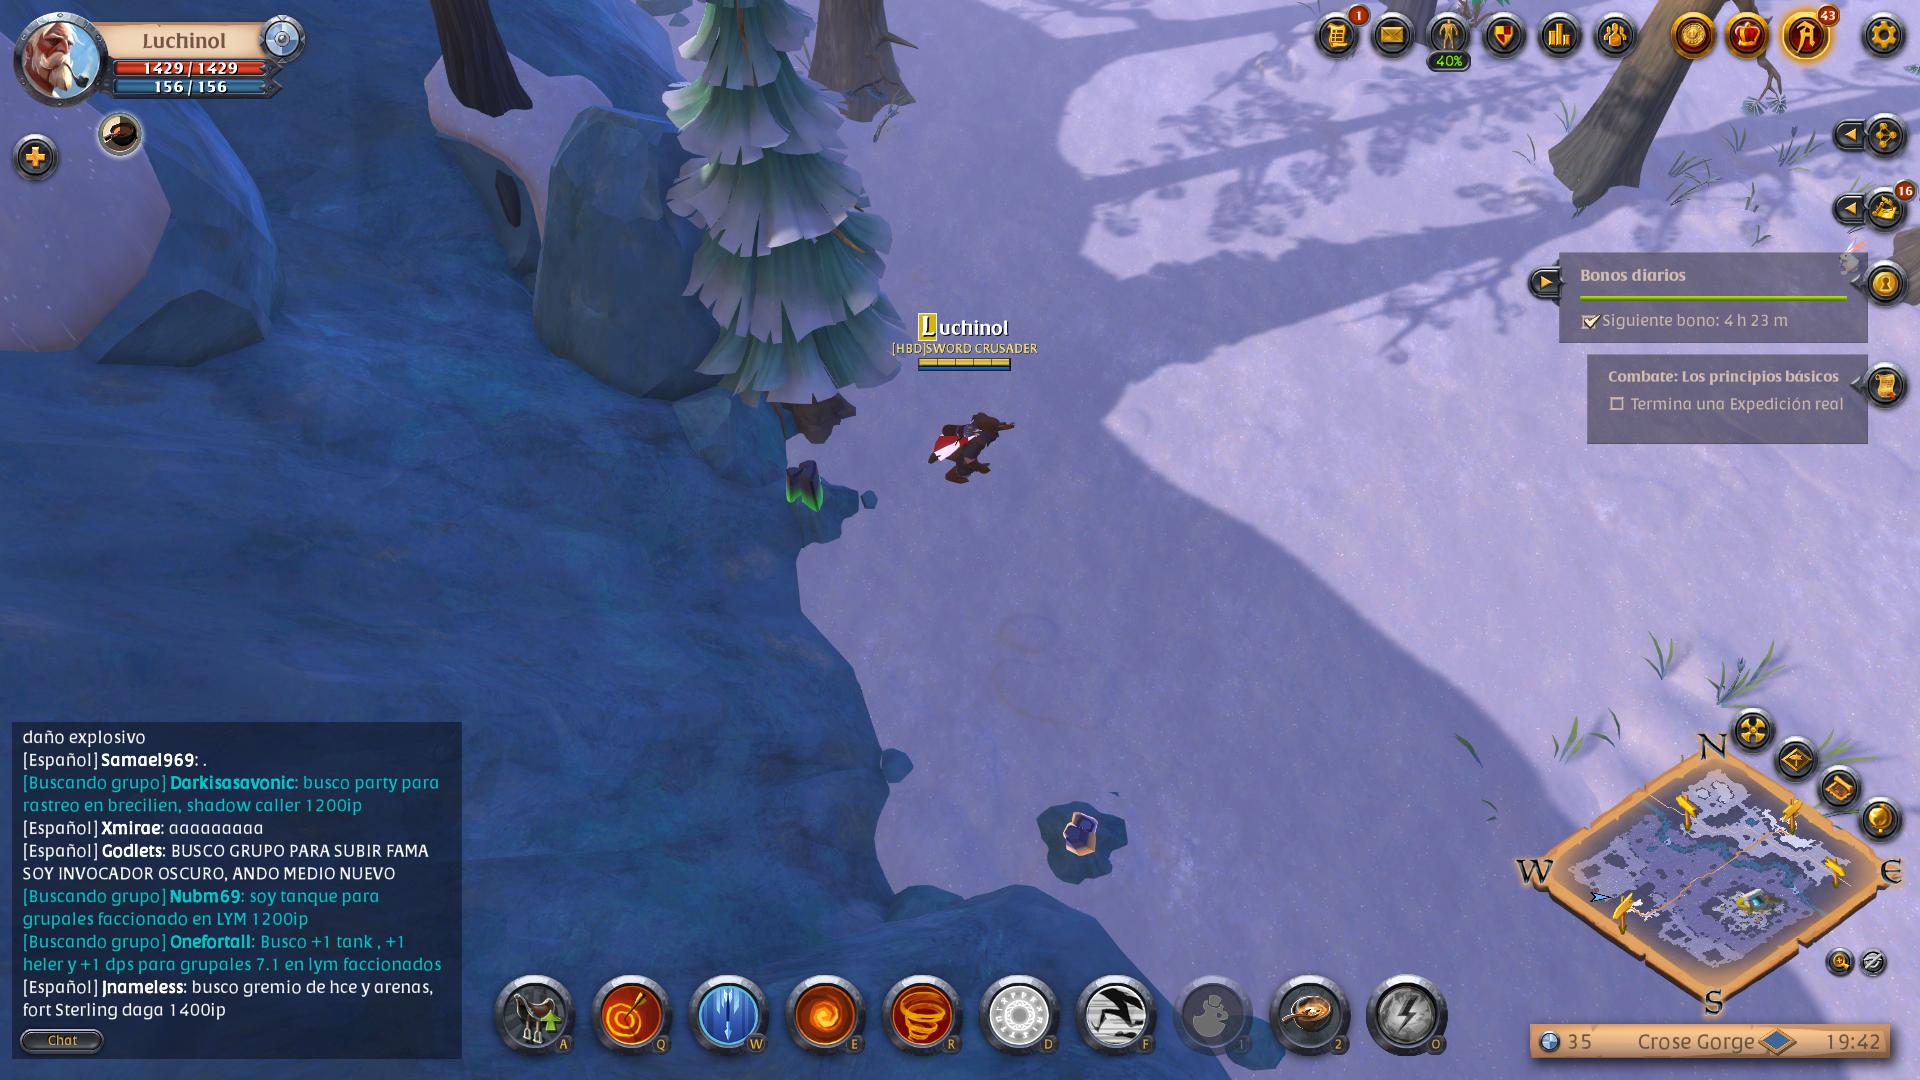 Luchinol
1429 / 1429
156 / 156
1
40%
43
16
Bonos diarios
Siguiente bono: 4 h 23 m
Combate: Los principios básicos
Termina una Expedición real
Luchinol
[HBD]SWORD CRUSADER
daño explosivo
[Español] Samael969: .
[Buscando grupo] Darkisasavonic: busco party para
rastreo en brecilien, shadow caller 1200ip
[Español] Xmirae: aaaaaaaaa
[Español] Godlets: BUSCO GRUPO PARA SUBIR FAMA
SOY INVOCADOR OSCURO, ANDO MEDIO NUEVO
[Buscando grupo] Nubm69: soy tanque para
grupales faccionado en LYM 1200ip
[Buscando grupo] Onefortall: Busco +1 tank , +1
heler y +1 dps para grupales 7.1 en lym faccionados
[Español] Jnameless: busco gremio de hce y arenas,
fort Sterling daga 1400ip
Chat
A
Q
W
E
R
D
F
1
2
O
N
W
E
S
35 Crose Gorge 19:42